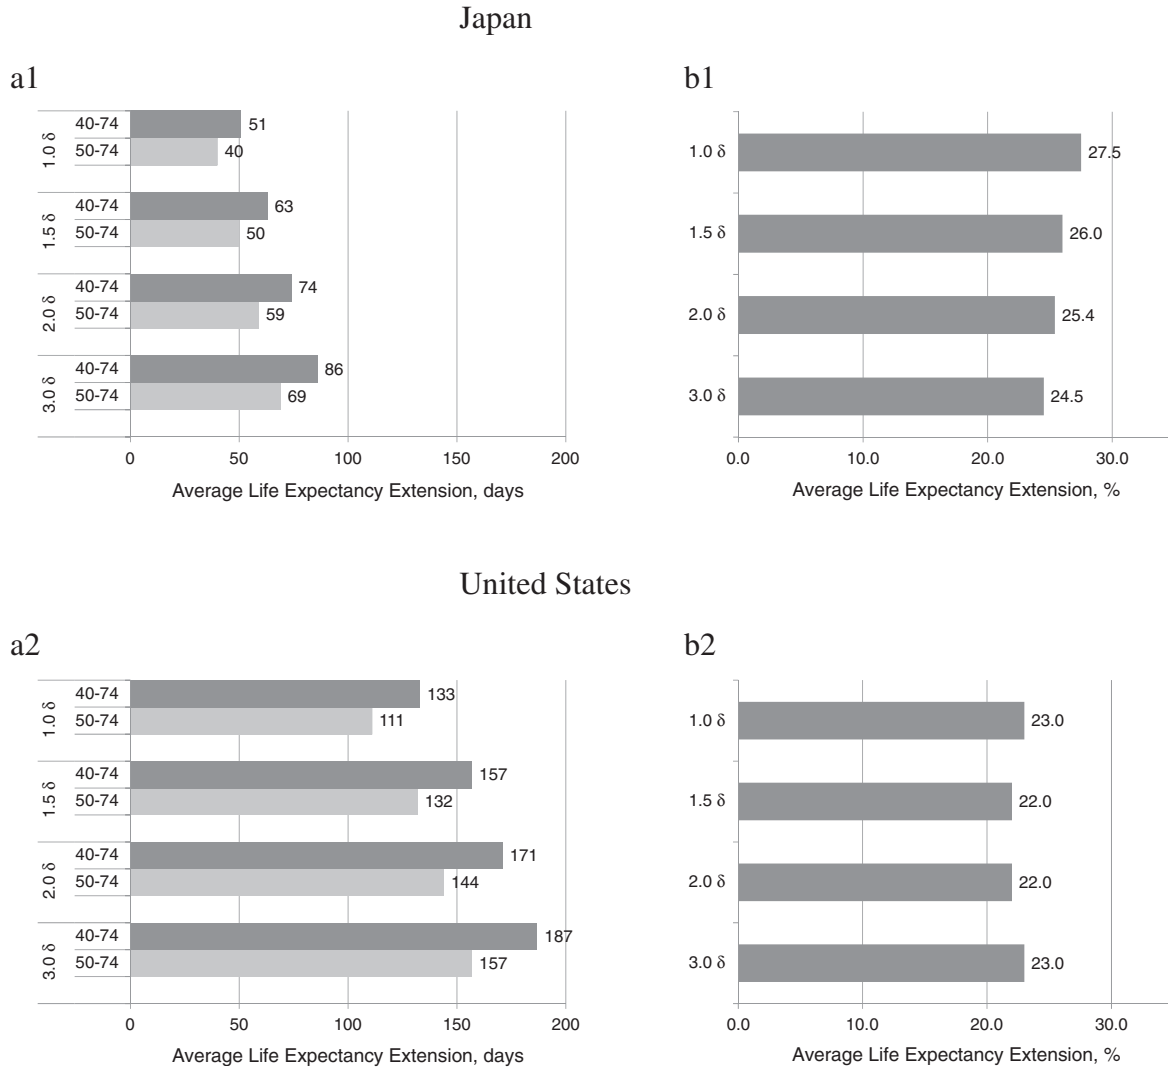 Japan
a1
1.0 δ
40-74
51
50-74
40
1.5 δ
40-74
63
50-74
50
2.0 δ
40-74
74
50-74
59
3.0 δ
40-74
86
50-74
69
0 50 100 150 200
Average Life Expectancy Extension, days
b1
1.0 δ 27.5
1.5 δ 26.0
2.0 δ 25.4
3.0 δ 24.5
0.0 10.0 20.0 30.0
Average Life Expectancy Extension, %
United States
a2
1.0 δ
40-74
133
50-74
111
1.5 δ
40-74
157
50-74
132
2.0 δ
40-74
171
50-74
144
3.0 δ
40-74
187
50-74
157
0 50 100 150 200
Average Life Expectancy Extension, days
b2
1.0 δ 23.0
1.5 δ 22.0
2.0 δ 22.0
3.0 δ 23.0
0.0 10.0 20.0 30.0
Average Life Expectancy Extension, %